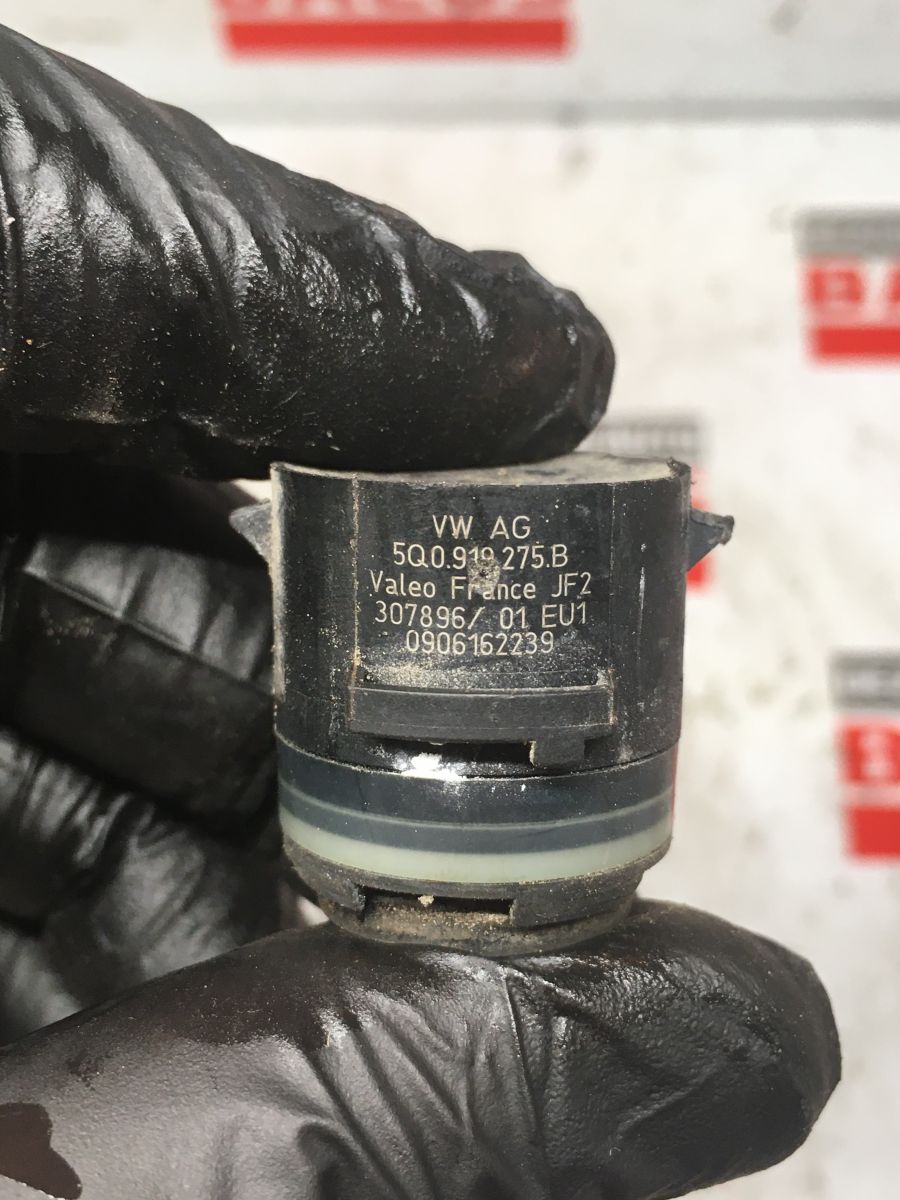 VW AG
5Q0.919.275.B
Valeo France JF2
307896/ 01 EU1
0906162239